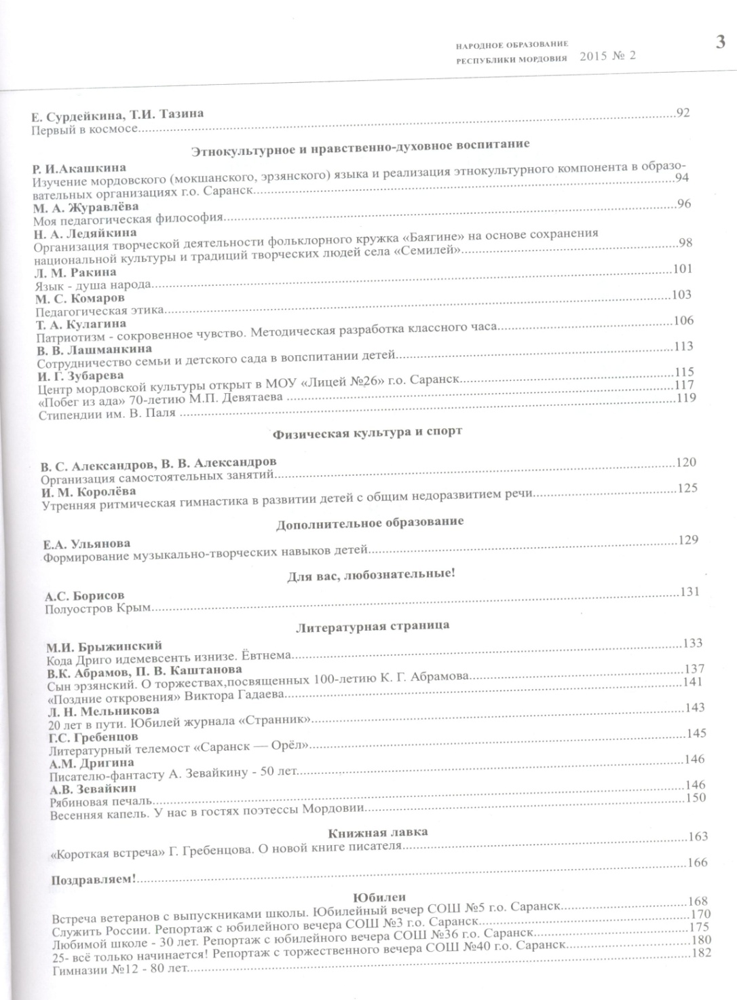 НАРОДНОЕ ОБРАЗОВАНИЕ
РЕСПУБЛИКИ МОРДОВИЯ 2015 № 2
3
Е. Сурдейкина, Т.И. Тазина
Первый в космосе....................92
Этнокультурное и нравственно-духовное воспитание
Р. И.Акашкина
Изучение мордовского (мокшанского, эрзянского) языка и реализация этнокультурного компонента в образо-
вательных организациях г.о. Саранск....................94
М. А. Журавлёва
Моя педагогическая философия....................96
Н. А. Ледяйкина
Организация творческой деятельности фольклорного кружка «Баягине» на основе сохранения
национальной культуры и традиций творческих людей села «Семилей»....................98
Л. М. Ракина
Язык - душа народа....................101
М. С. Комаров
Педагогическая этика....................103
Т. А. Кулагина
Патриотизм - сокровенное чувство. Методическая разработка классного часа....................106
В. В. Лашманкина
Сотрудничество семьи и детского сада в вопспитании детей....................113
И. Г. Зубарева
Центр мордовской культуры открыт в МОУ «Лицей №26» г.о. Саранск....................115
«Побег из ада» 70-летию М.П. Девятаева ....................117
Стипендии им. В. Паля ....................119
Физическая культура и спорт
В. С. Александров, В. В. Александров
Организация самостоятельных занятий....................120
И. М. Королёва
Утренняя ритмическая гимнастика в развитии детей с общим недоразвитием речи....................125
Дополнительное образование
Е.А. Ульянова
Формирование музыкально-творческих навыков детей....................129
Для вас, любознательные!
А.С. Борисов
Полуостров Крым....................131
Литературная страница
М.И. Брыжинский
Кода Дриго идемевсенть изнизе. Ёвтнема....................133
В.К. Абрамов, П. В. Каштанова
Сын эрзянский. О торжествах,посвященных 100-летию К. Г. Абрамова....................137
«Поздние откровения» Виктора Гадаева....................141
Л. Н. Мельникова
20 лет в пути. Юбилей журнала «Странник»....................143
Г.С. Гребенцов
Литературный телемост «Саранск — Орёл»....................145
А.М. Дригина
Писателю-фантасту А. Зевайкину - 50 лет....................146
А.В. Зевайкин
Рябиновая печаль....................146
Весенняя капель. У нас в гостях поэтессы Мордовии....................150
Книжная лавка
«Короткая встреча» Г. Гребенцова. О новой книге писателя....................163
Поздравляем!....................166
Юбилеи
Встреча ветеранов с выпускниками школы. Юбилейный вечер СОШ №5 г.о. Саранск....................168
Служить России. Репортаж с юбилейного вечера СОШ №3 г.о. Саранск....................170
Любимой школе - 30 лет. Репортаж с юбилейного вечера СОШ №36 г.о. Саранск....................175
25- всё только начинается! Репортаж с торжественного вечера СОШ №40 г.о. Саранск....................180
Гимназии №12 - 80 лет....................182